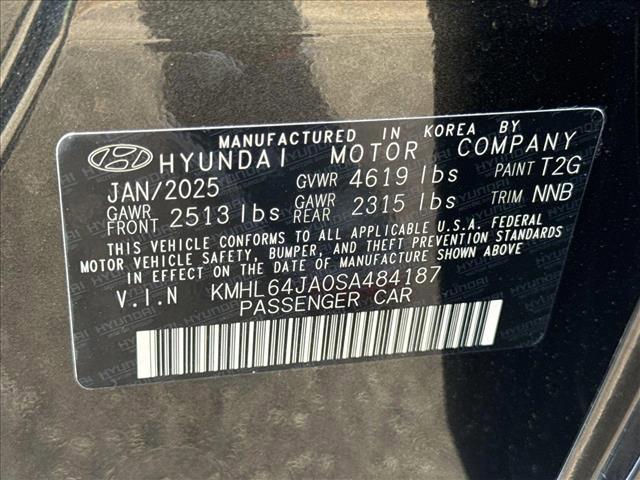 MANUFACTURED IN KOREA BY
HYUNDAI MOTOR COMPANY
JAN/2025 GVWR 4619 lbs PAINT T2G
GAWR FRONT 2513 lbs GAWR REAR 2315 lbs TRIM NNB
THIS VEHICLE CONFORMS TO ALL APPLICABLE U.S.A. FEDERAL
MOTOR VEHICLE SAFETY, BUMPER, AND THEFT PREVENTION STANDARDS
IN EFFECT ON THE DATE OF MANUFACTURE SHOWN ABOVE
V.I.N KMHL64JA0SA484187
PASSENGER CAR